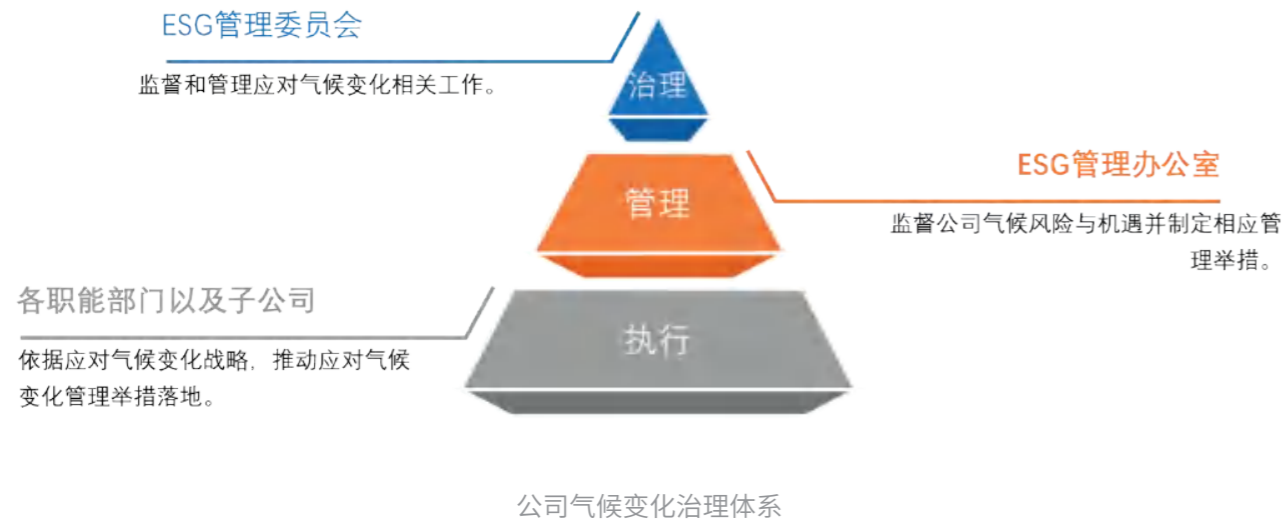 ESG管理委员会
监督和管理应对气候变化相关工作。
治理
管理
ESG管理办公室
监督公司气候风险与机遇并制定相应管
理举措。
各职能部门以及子公司
依据应对气候变化战略，推动应对气候
变化管理举措落地。
执行
公司气候变化治理体系